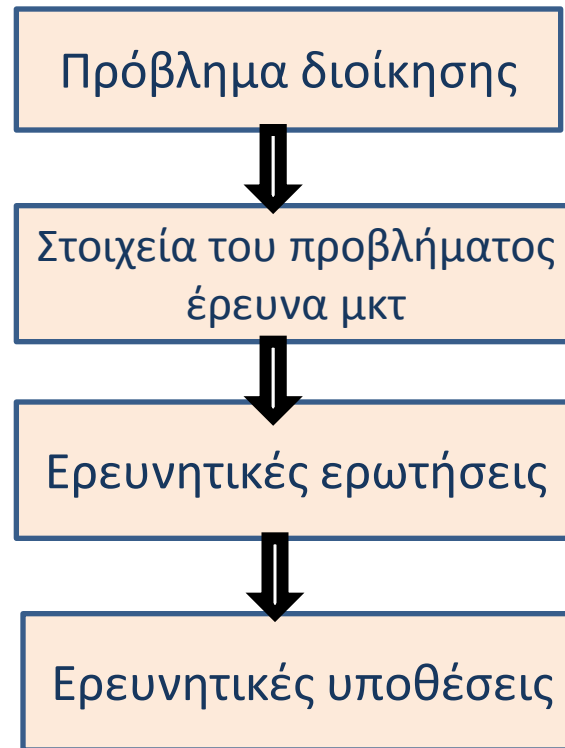 Πρόβλημα διοίκησης
Στοιχεία του προβλήματος
έρευνα μκτ
Ερευνητικές ερωτήσεις
Ερευνητικές υποθέσεις